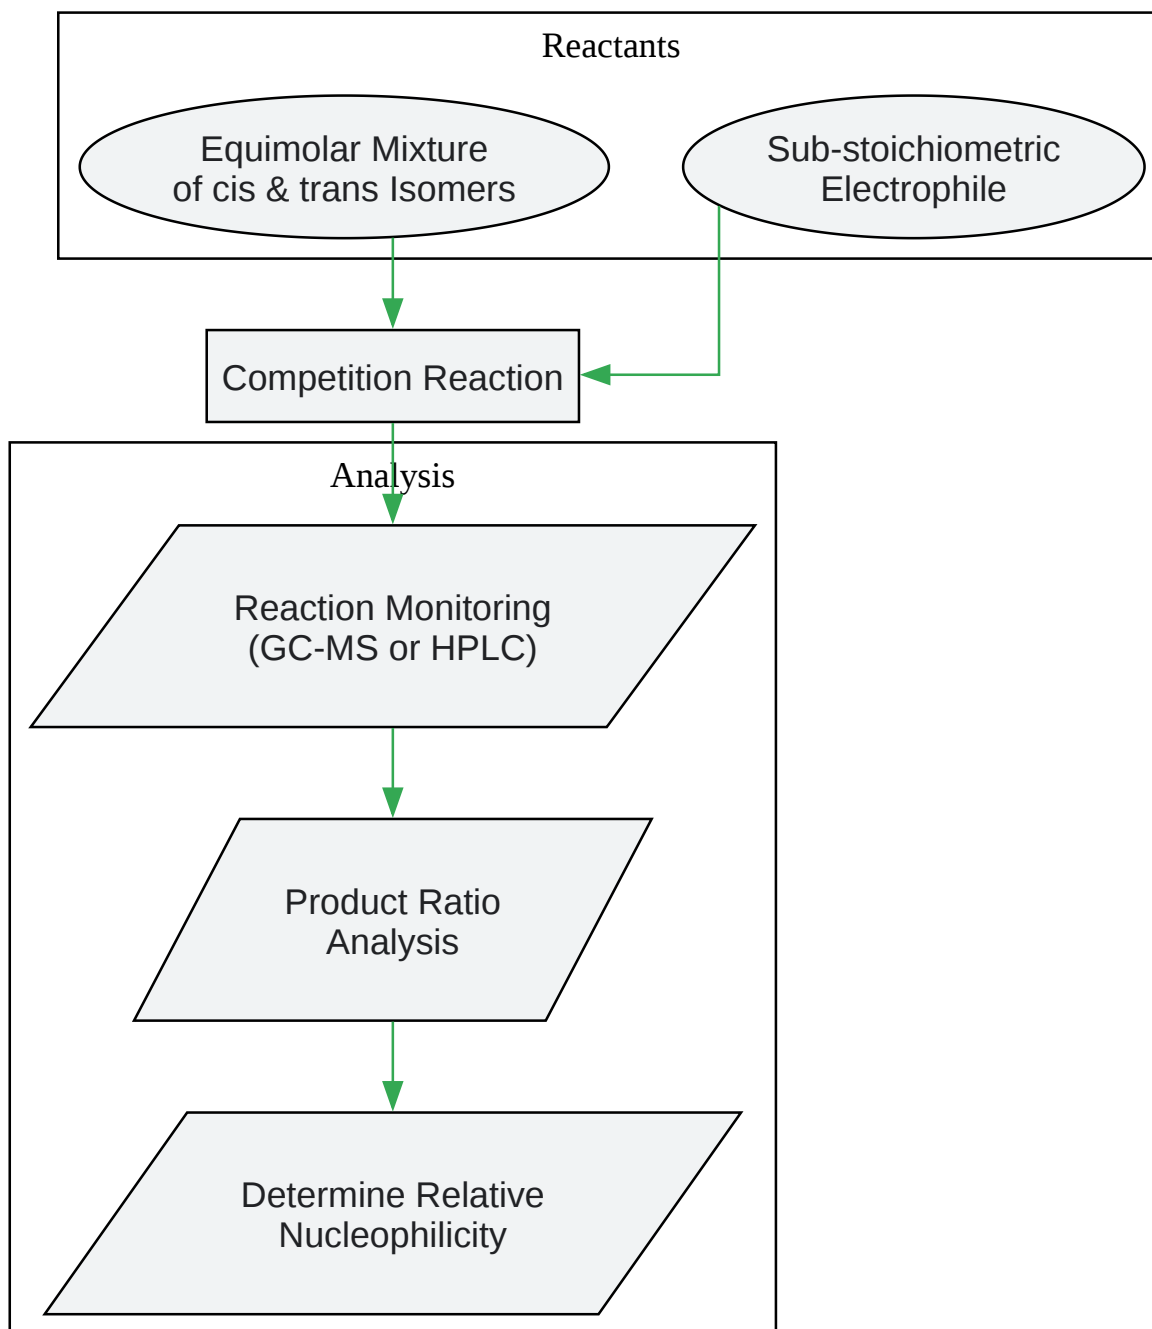 Reactants
Equimolar Mixture
of cis & trans Isomers
Sub-stoichiometric
Electrophile
Competition Reaction
Analysis
Reaction Monitoring
(GC-MS or HPLC)
Product Ratio
Analysis
Determine Relative
Nucleophilicity